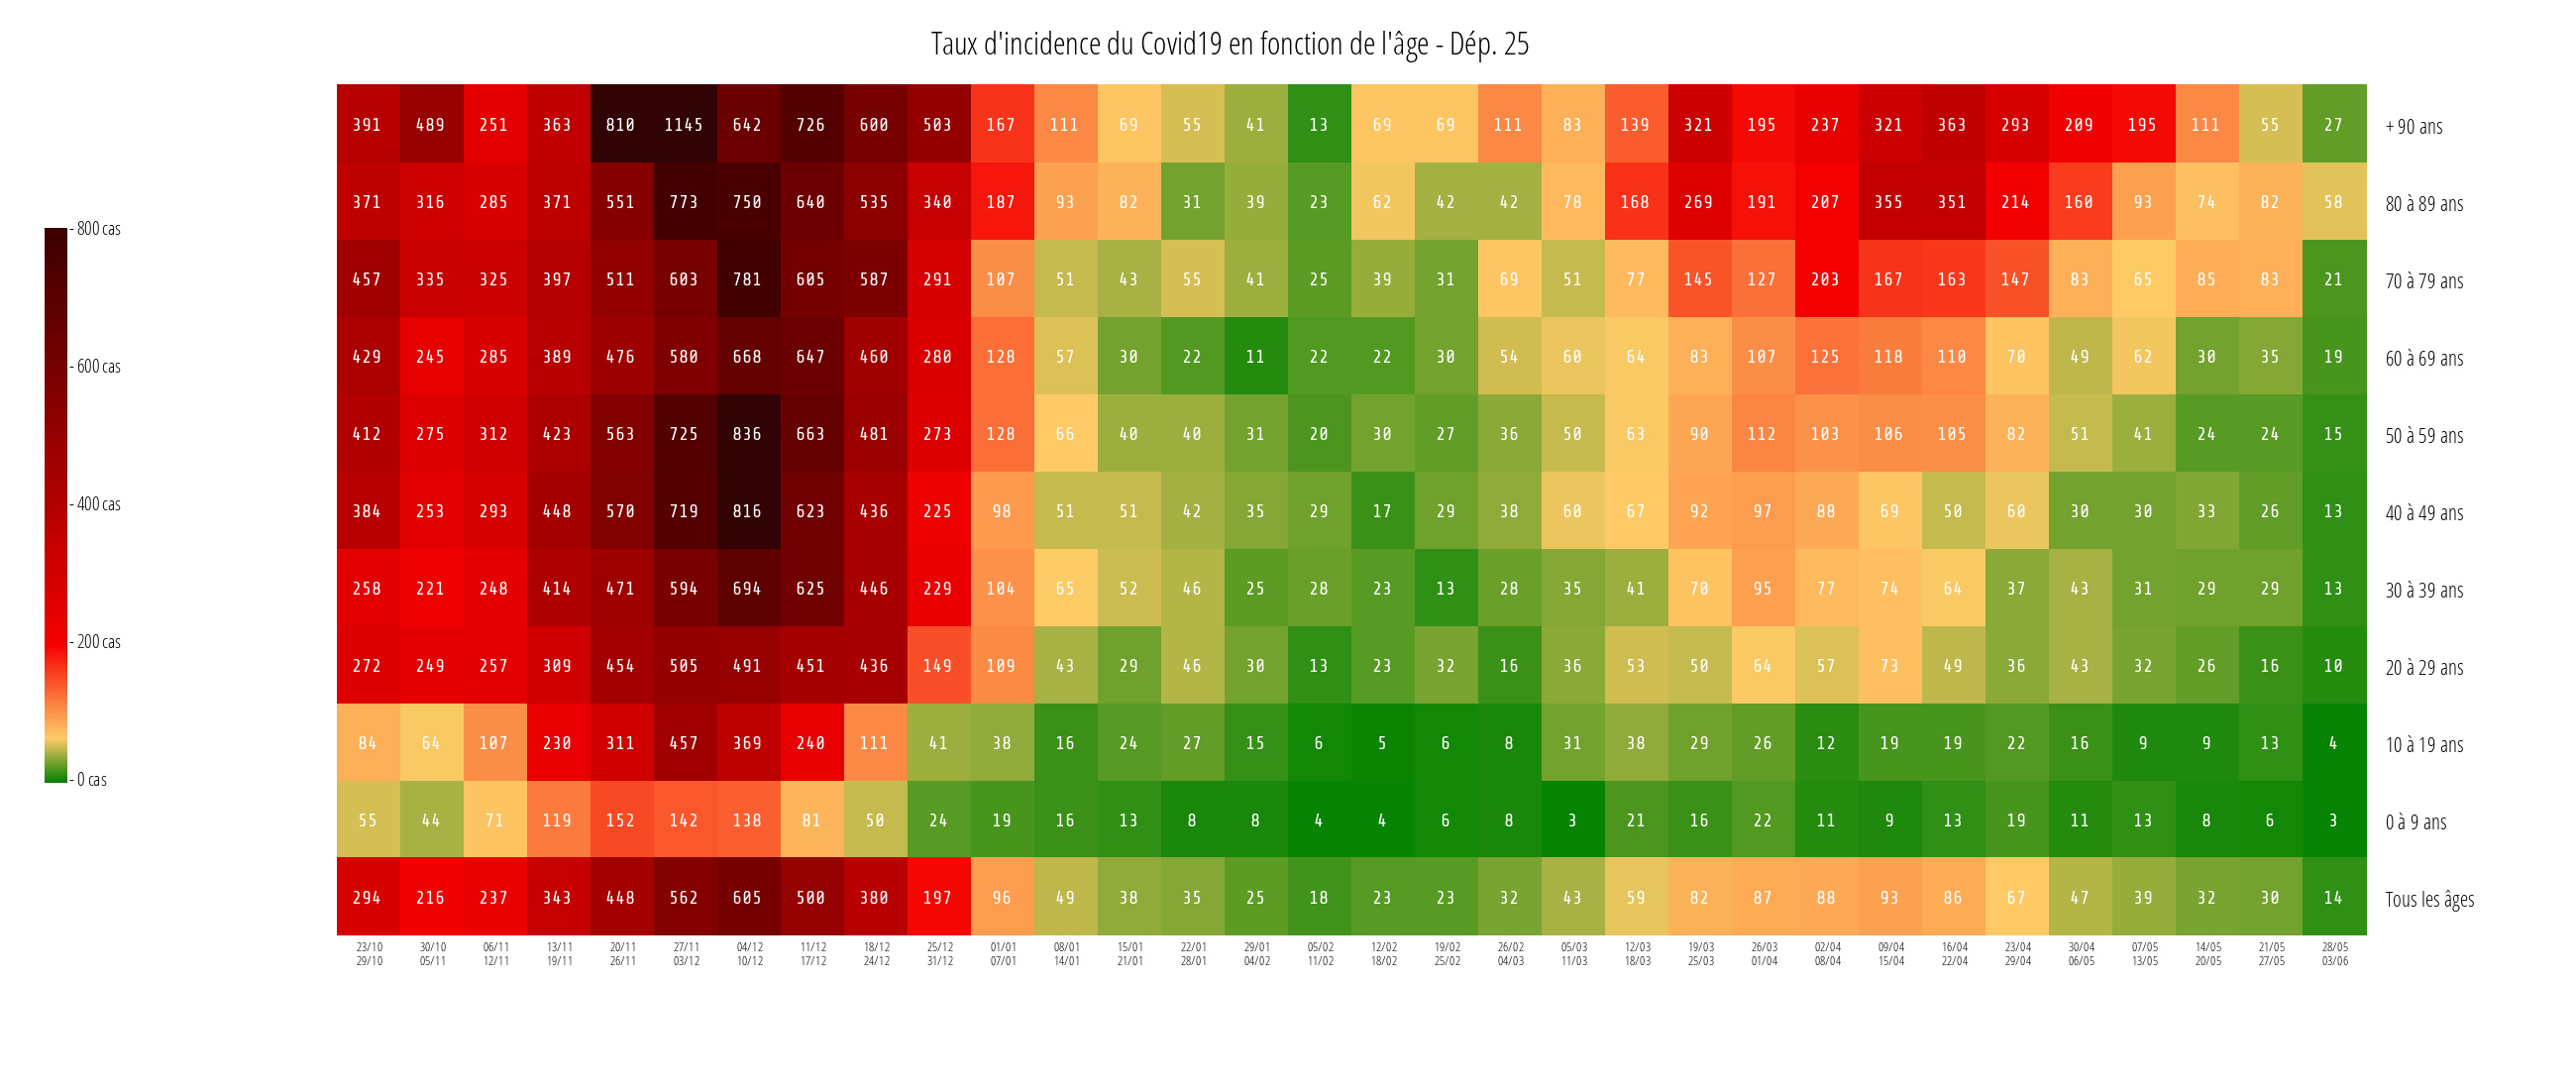 Taux d'incidence du Covid19 en fonction de l'âge - Dép. 25
391 489 251 363 810 1145 642 726 600 503 167 111 69 55 41 13 69 69 111 83 139 321 195 237 321 363 293 209 195 111 55 27 + 90 ans
371 316 285 371 551 773 750 640 535 340 187 93 82 31 39 23 62 42 42 78 168 269 191 207 355 351 214 160 93 74 82 58 80 à 89 ans
- 800 cas
457 335 325 397 511 603 781 605 587 291 107 51 43 55 41 25 39 31 69 51 77 145 127 203 167 163 147 83 65 85 83 21 70 à 79 ans
429 245 285 389 476 580 668 647 460 280 128 57 30 22 11 22 22 30 54 60 64 83 107 125 118 110 70 49 62 30 35 19 60 à 69 ans
- 600 cas
412 275 312 423 563 725 836 663 481 273 128 66 40 40 31 20 30 27 36 50 63 90 112 103 106 105 82 51 41 24 24 15 50 à 59 ans
- 400 cas
384 253 293 448 570 719 816 623 436 225 98 51 51 42 35 29 17 29 38 60 67 92 97 88 69 50 60 30 30 33 26 13 40 à 49 ans
258 221 248 414 471 594 694 625 446 229 104 65 52 46 25 28 23 13 28 35 41 70 95 77 74 64 37 43 31 29 29 13 30 à 39 ans
- 200 cas
272 249 257 309 454 505 491 451 436 149 109 43 29 46 30 13 23 32 16 36 53 50 64 57 73 49 36 43 32 26 16 10 20 à 29 ans
84 64 107 230 311 457 369 240 111 41 38 16 24 27 15 6 5 6 8 31 38 29 26 12 19 19 22 16 9 9 13 4 10 à 19 ans
- 0 cas
55 44 71 119 152 142 138 81 50 24 19 16 13 8 8 4 4 6 8 3 21 16 22 11 9 13 19 11 13 8 6 3 0 à 9 ans
294 216 237 343 448 562 605 500 380 197 96 49 38 35 25 18 23 23 32 43 59 82 87 88 93 86 67 47 39 32 30 14 Tous les âges
23/10 30/10 06/11 13/11 20/11 27/11 04/12 11/12 18/12 25/12 01/01 08/01 15/01 22/01 29/01 05/02 12/02 19/02 26/02 05/03 12/03 19/03 26/03 02/04 09/04 16/04 23/04 30/04 07/05 14/05 21/05 28/05
29/10 05/11 12/11 19/11 26/11 03/12 10/12 17/12 24/12 31/12 07/01 14/01 21/01 28/01 04/02 11/02 18/02 25/02 04/03 11/03 18/03 25/03 01/04 08/04 15/04 22/04 29/04 06/05 13/05 20/05 27/05 03/06